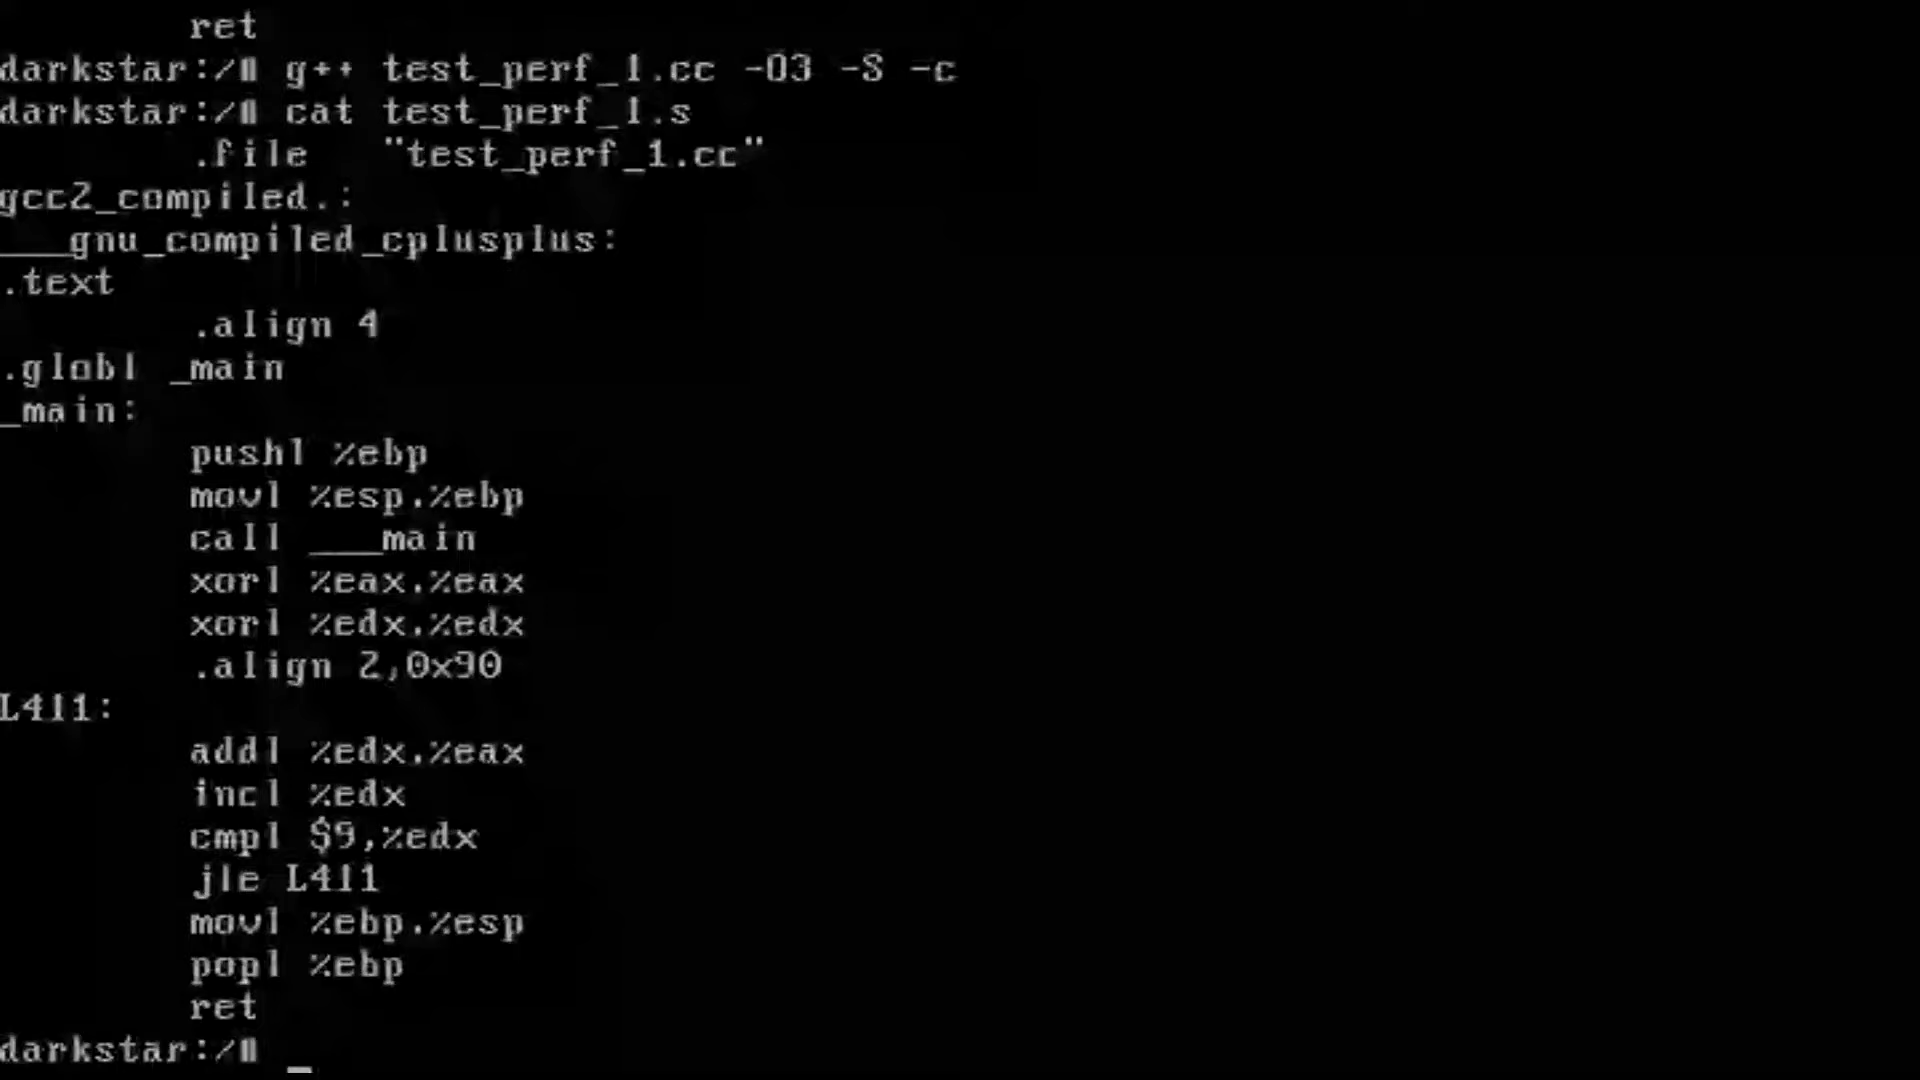 ret
darkstar:/# g++ test_perf_1.cc -O3 -S -c
darkstar:/# cat test_perf_1.s
.file "test_perf_1.cc"
gcc2_compiled.:
___gnu_compiled_cplusplus:
.text
.align 4
.globl _main
_main:
pushl %ebp
movl %esp,%ebp
call ___main
xorl %eax,%eax
xorl %edx,%edx
.align 2,0x90
L411:
addl %edx,%eax
incl %edx
cmpl $9,%edx
jle L411
movl %ebp,%esp
popl %ebp
ret
darkstar:/# _